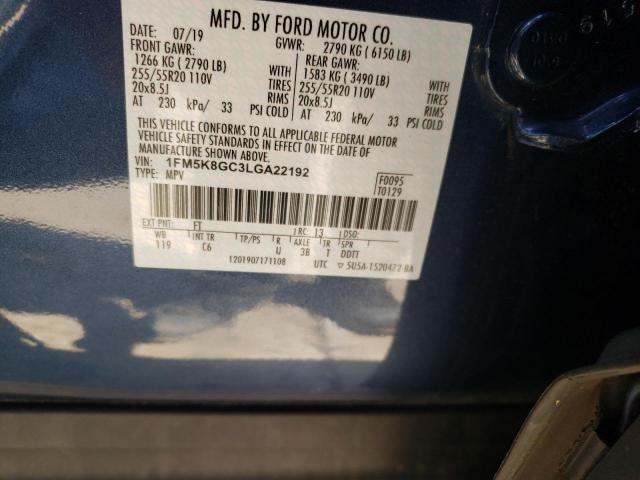 MFD. BY FORD MOTOR CO.
DATE: 07/19 GVWR: 2790 KG (6150 LB)
FRONT GAWR: REAR GAWR:
1266 KG (2790 LB) WITH 1583 KG (3490 LB) WITH
255/55R20 110V TIRES 255/55R20 110V TIRES
20x8.5J RIMS 20x8.5J RIMS
AT 230 kPa/ 33 PSI COLD AT 230 kPa/ 33 PSI COLD
THIS VEHICLE CONFORMS TO ALL APPLICABLE FEDERAL MOTOR
VEHICLE SAFETY AND THEFT PREVENTION STANDARDS IN
EFFECT ON THE DATE OF MANUFACTURE SHOWN ABOVE.
VIN: 1FM5K8GC3LGA22192
TYPE: MPV
F0095
T0129
EXT PNT: FT RC: 13 DSO:
WB INT TR TP/PS R AXLE TR SPR
119 C6 U 3B T DDTT
1201907171108 UTC ▽ 5U5A-1520472-BA
519